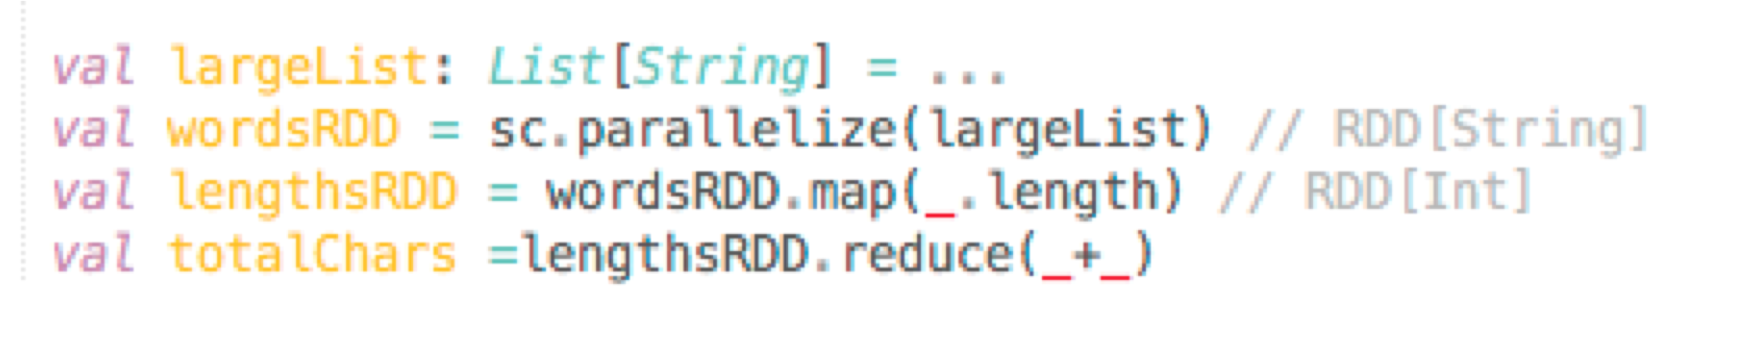 val largeList: List[String] = ...
val wordsRDD = sc.parallelize(largeList) // RDD[String]
val lengthsRDD = wordsRDD.map(_.length) // RDD[Int]
val totalChars =lengthsRDD.reduce(_+_)